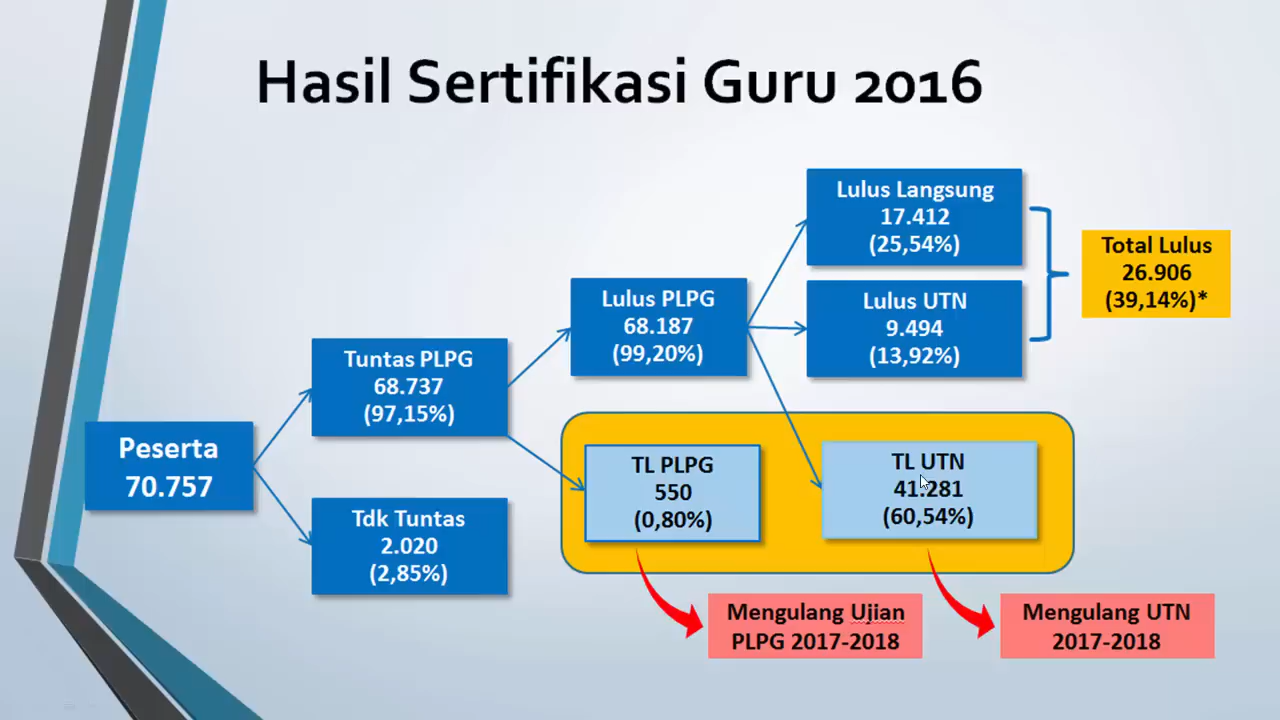 Hasil Sertifikasi Guru 2016
Peserta
70.757
Tuntas PLPG
68.737
(97,15%)
Tdk Tuntas
2.020
(2,85%)
Lulus PLPG
68.187
(99,20%)
TL PLPG
550
(0,80%)
Lulus Langsung
17.412
(25,54%)
Lulus UTN
9.494
(13,92%)
TL UTN
41.281
(60,54%)
Total Lulus
26.906
(39,14%)*
Mengulang Ujian
PLPG 2017-2018
Mengulang UTN
2017-2018